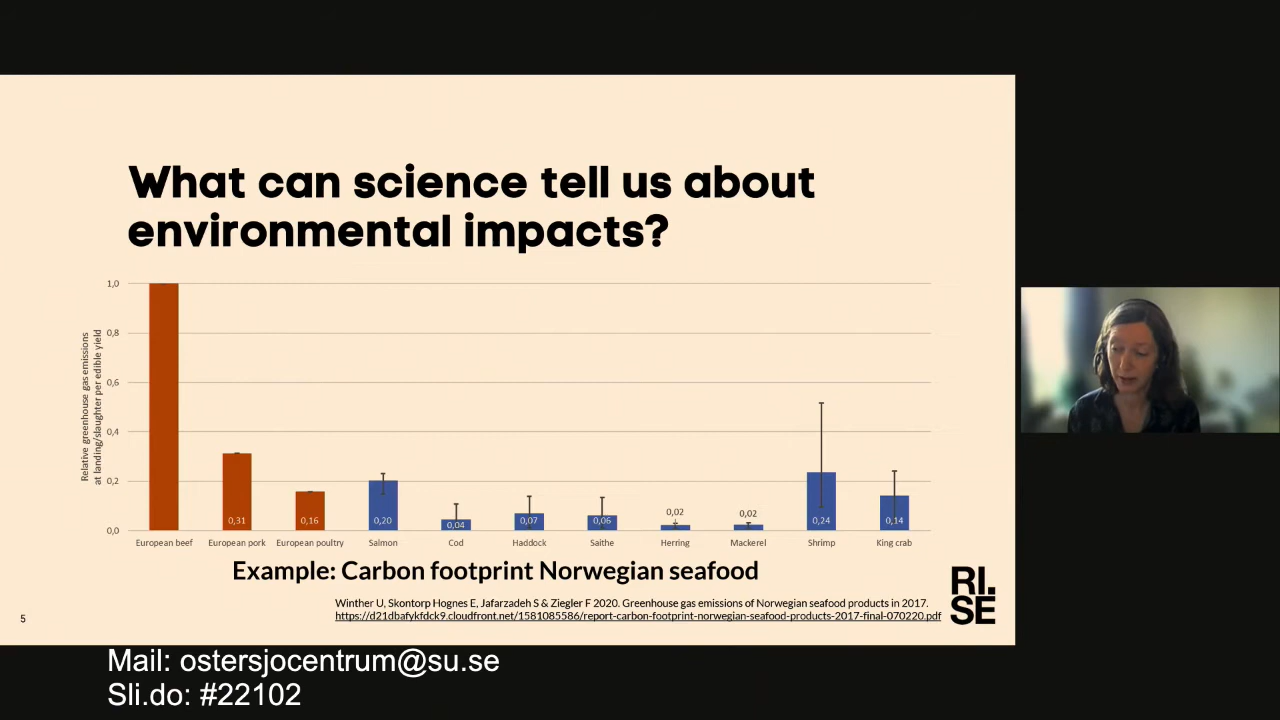 What can science tell us about
environmental impacts?
Relative greenhouse gas emissions
at landing/slaughter per edible yield
1,0
0,8
0,6
0,4
0,2
0,0
0,31
0,16
0,20
0,04
0,07
0,06
0,02
0,02
0,24
0,14
European beef
European pork
European poultry
Salmon
Cod
Haddock
Saithe
Herring
Mackerel
Shrimp
King crab
Example: Carbon footprint Norwegian seafood
Winther U, Skontorp Hognes E, Jafarzadeh S & Ziegler F 2020. Greenhouse gas emissions of Norwegian seafood products in 2017.
https://d21dbafykfdck9.cloudfront.net/1581085586/report-carbon-footprint-norwegian-seafood-products-2017-final-070220.pdf
RI.
SE
5
Mail: ostersjocentrum@su.se
Sli.do: #22102